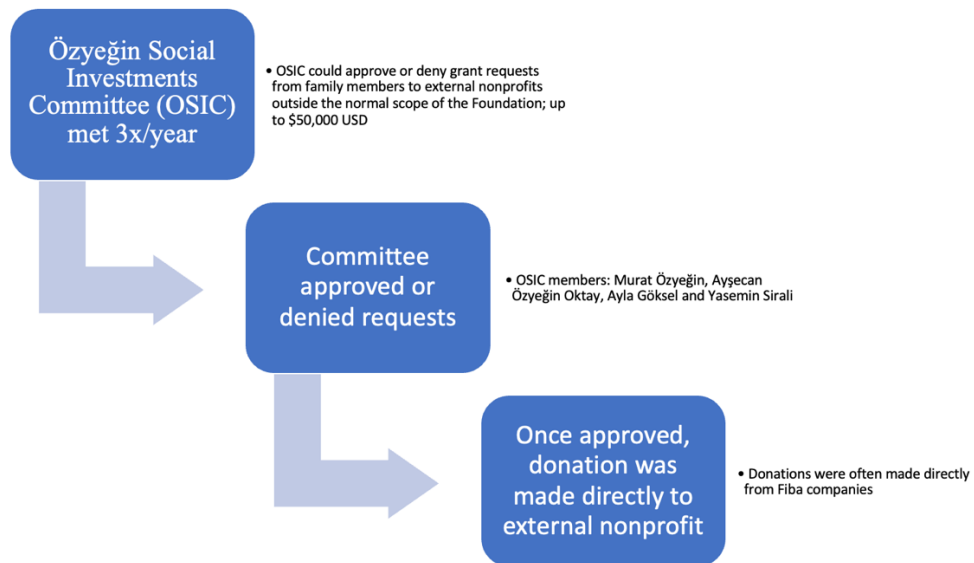 Özyeğin Social
Investments
Committee (OSIC)
met 3x/year
• OSIC could approve or deny grant requests
from family members to external nonprofits
outside the normal scope of the Foundation; up
to $50,000 USD
Committee
approved or
denied requests
• OSIC members: Murat Özyeğin, Ayşecan
Özyeğin Oktay, Ayla Göksel and Yasemin Sirali
Once approved,
donation was
made directly to
external nonprofit
• Donations were often made directly
from Fiba companies